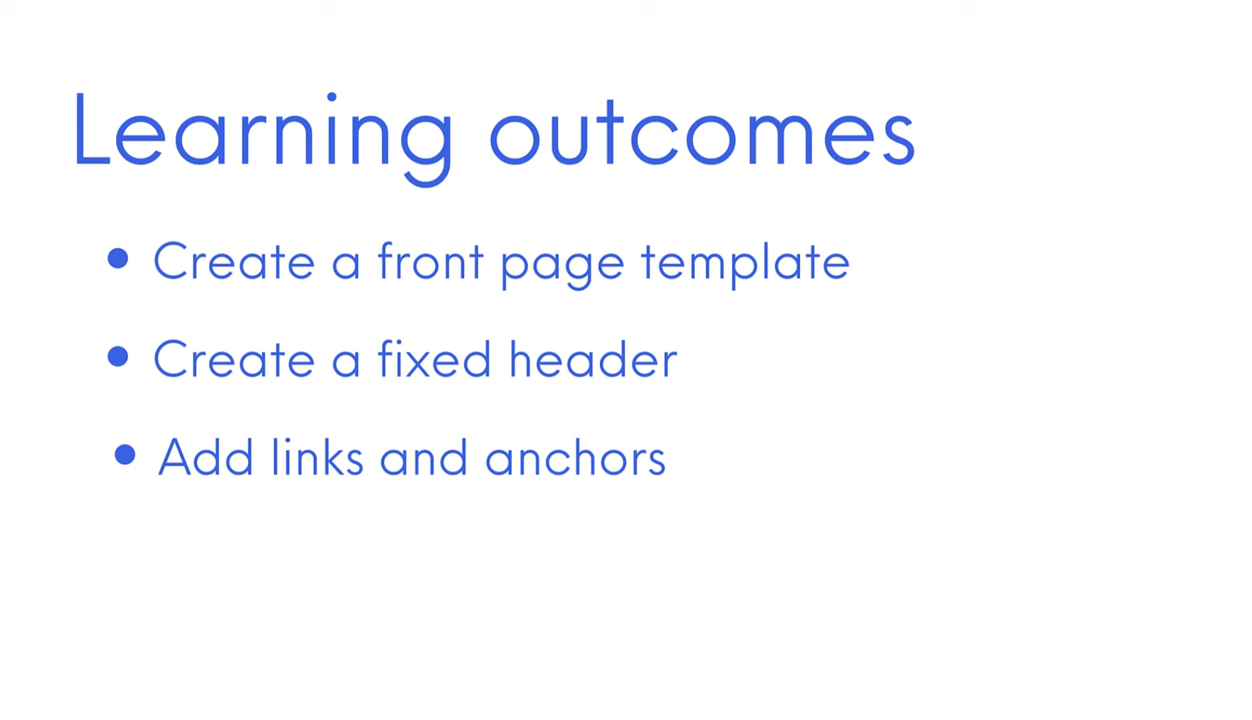 Learning outcomes
• Create a front page template
• Create a fixed header
• Add links and anchors